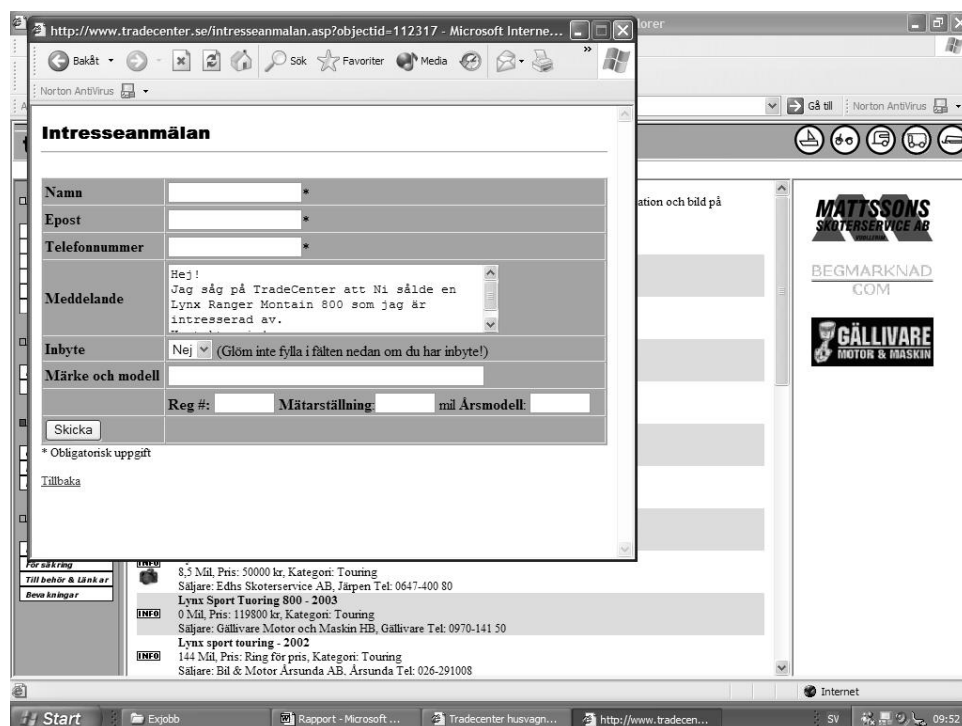 http://www.tradecenter.se/intresseanmalan.asp?objectid=112317 - Microsoft Interne...
orer
Bakåt
Sök
Favoriter
Media
»
Norton AntiVirus
Gå till
Norton AntiVirus
Intresseanmälan
Namn *
Epost *
Telefonnummer *
Meddelande
Hej!
Jag såg på TradeCenter att Ni sålde en
Lynx Ranger Montain 800 som jag är
intresserad av.
Inbyte Nej (Glöm inte fylla i fälten nedan om du har inbyte!)
Märke och modell
Reg #: Mätarställning: mil Årsmodell:
Skicka
* Obligatorisk uppgift
Tillbaka
ation och bild på
MATTSSONS
SKOTERSERVICE AB
BEGMARKNAD
COM
GÄLLIVARE
MOTOR & MASKIN
Försäkring
Tillbehör & Länkar
Bevakningar
INFO
8,5 Mil, Pris: 50000 kr, Kategori: Touring
Säljare: Edhs Skoterservice AB, Järpen Tel: 0647-400 80
Lynx Sport Tuoring 800 - 2003
INFO 0 Mil, Pris: 119800 kr, Kategori: Touring
Säljare: Gällivare Motor och Maskin HB, Gällivare Tel: 0970-141 50
Lynx sport touring - 2002
INFO 144 Mil, Pris: Ring för pris, Kategori: Touring
Säljare: Bil & Motor Årsunda AB, Årsunda Tel: 026-291008
Internet
Start
Exjobb
Rapport - Microsoft ...
Tradecenter husvagn...
http://www.tradecen...
SV
09:52